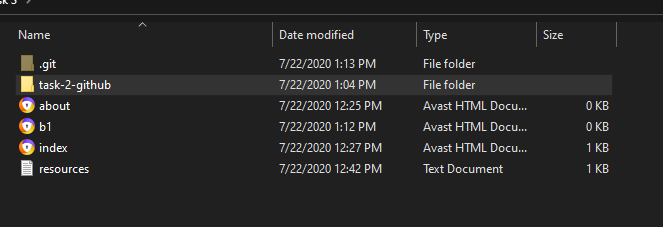 Name Date modified Type Size
.git 7/22/2020 1:13 PM File folder
task-2-github 7/22/2020 1:04 PM File folder
about 7/22/2020 12:25 PM Avast HTML Docu... 0 KB
b1 7/22/2020 1:12 PM Avast HTML Docu... 0 KB
index 7/22/2020 12:27 PM Avast HTML Docu... 1 KB
resources 7/22/2020 12:42 PM Text Document 1 KB